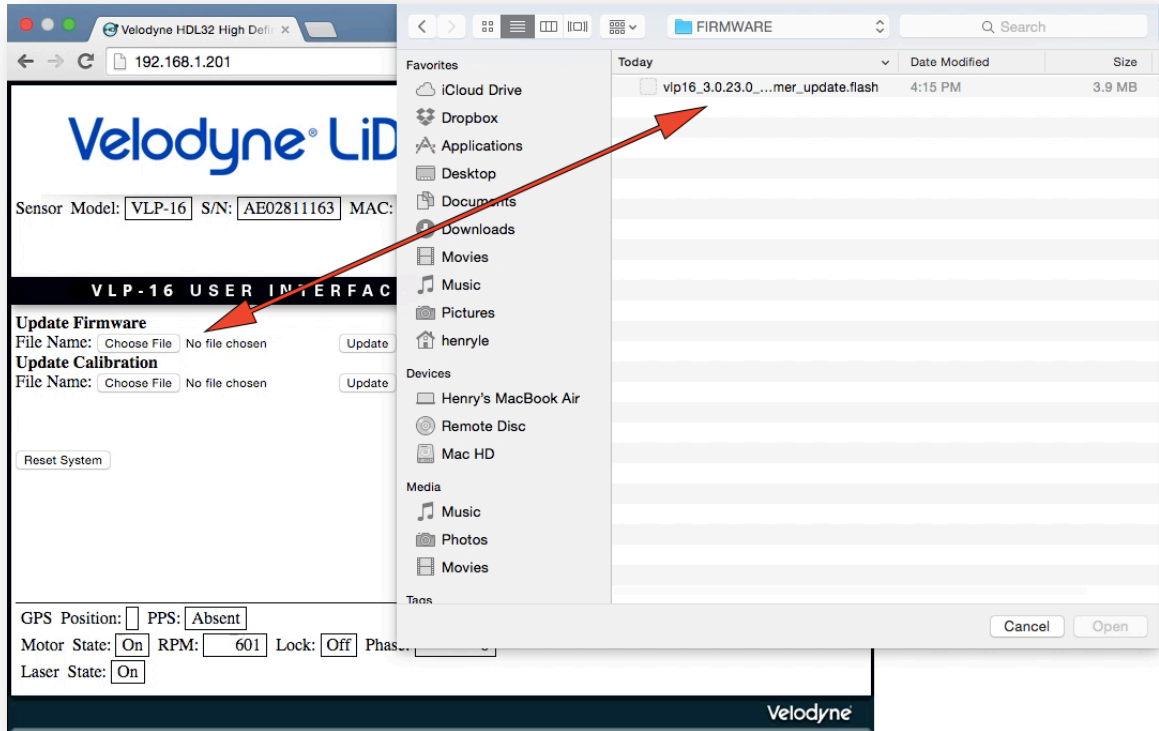 Velodyne HDL32 High Defin
192.168.1.201
Velodyne® LiD
Sensor Model: VLP-16 S/N: AE02811163 MAC:
VLP-16 USER INTERFAC
Update Firmware
File Name: Choose File No file chosen Update
Update Calibration
File Name: Choose File No file chosen Update
Reset System
GPS Position: PPS: Absent
Motor State: On RPM: 601 Lock: Off Phase:
Laser State: On
Velodyne
FIRMWARE
Search
Favorites
iCloud Drive
Dropbox
Applications
Desktop
Documents
Downloads
Movies
Music
Pictures
henryle
Devices
Henry's MacBook Air
Remote Disc
Mac HD
Media
Music
Photos
Movies
Tags
Today Date Modified Size
vlp16_3.0.23.0_...mer_update.flash 4:15 PM 3.9 MB
Cancel Open